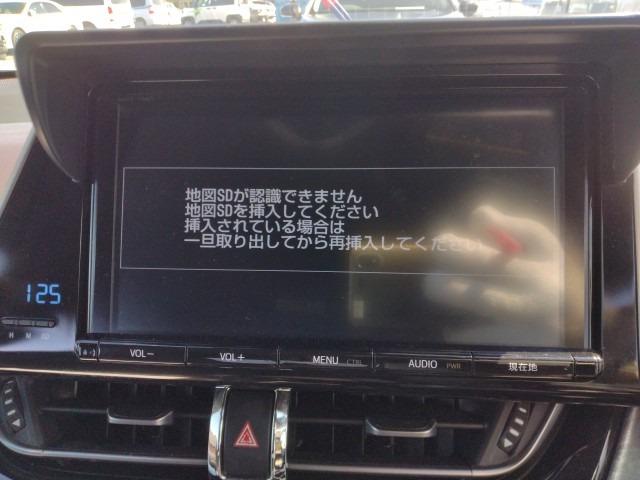 地図SDが認識できません
地図SDを挿入してください
挿入されている場合は
一旦取り出してから再挿入してください
125
H M :00
VOL−
VOL+
MENU CTRL
AUDIO PWR
現在地